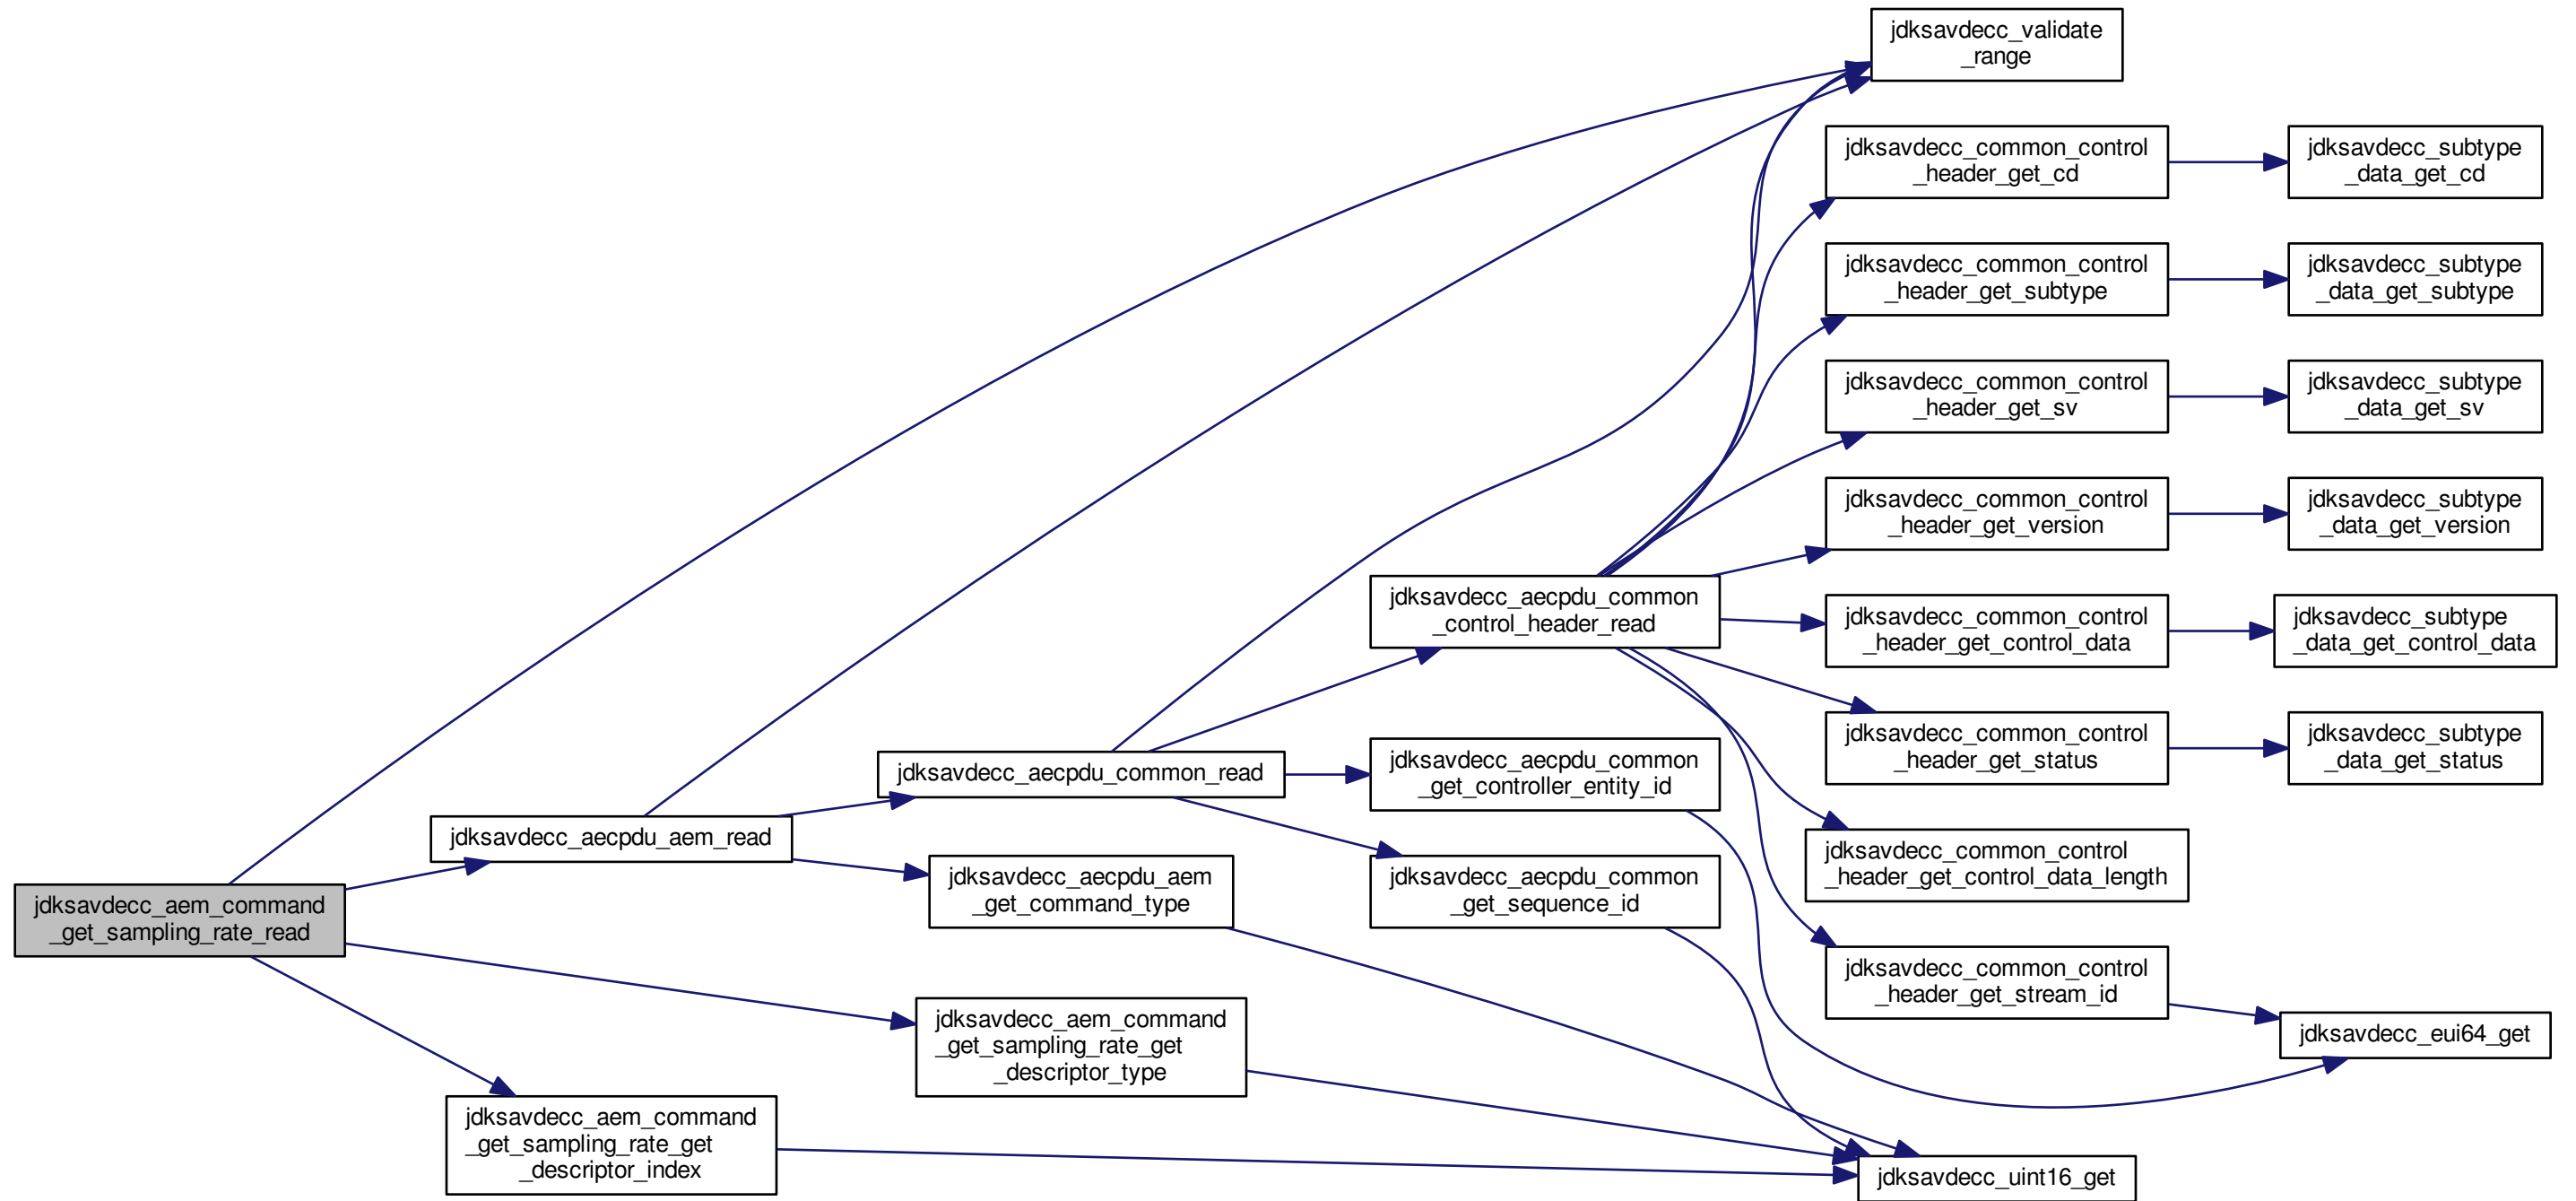 jdksavdecc_validate
_range
jdksavdecc_common_control
_header_get_cd
jdksavdecc_subtype
_data_get_cd
jdksavdecc_common_control
_header_get_subtype
jdksavdecc_subtype
_data_get_subtype
jdksavdecc_common_control
_header_get_sv
jdksavdecc_subtype
_data_get_sv
jdksavdecc_common_control
_header_get_version
jdksavdecc_subtype
_data_get_version
jdksavdecc_aecpdu_common
_control_header_read
jdksavdecc_common_control
_header_get_control_data
jdksavdecc_subtype
_data_get_control_data
jdksavdecc_common_control
_header_get_status
jdksavdecc_subtype
_data_get_status
jdksavdecc_aecpdu_common_read
jdksavdecc_aecpdu_common
_get_controller_entity_id
jdksavdecc_aecpdu_aem_read
jdksavdecc_common_control
_header_get_control_data_length
jdksavdecc_aecpdu_aem
_get_command_type
jdksavdecc_aecpdu_common
_get_sequence_id
jdksavdecc_aem_command
_get_sampling_rate_read
jdksavdecc_common_control
_header_get_stream_id
jdksavdecc_aem_command
_get_sampling_rate_get
_descriptor_type
jdksavdecc_eui64_get
jdksavdecc_aem_command
_get_sampling_rate_get
_descriptor_index
jdksavdecc_uint16_get